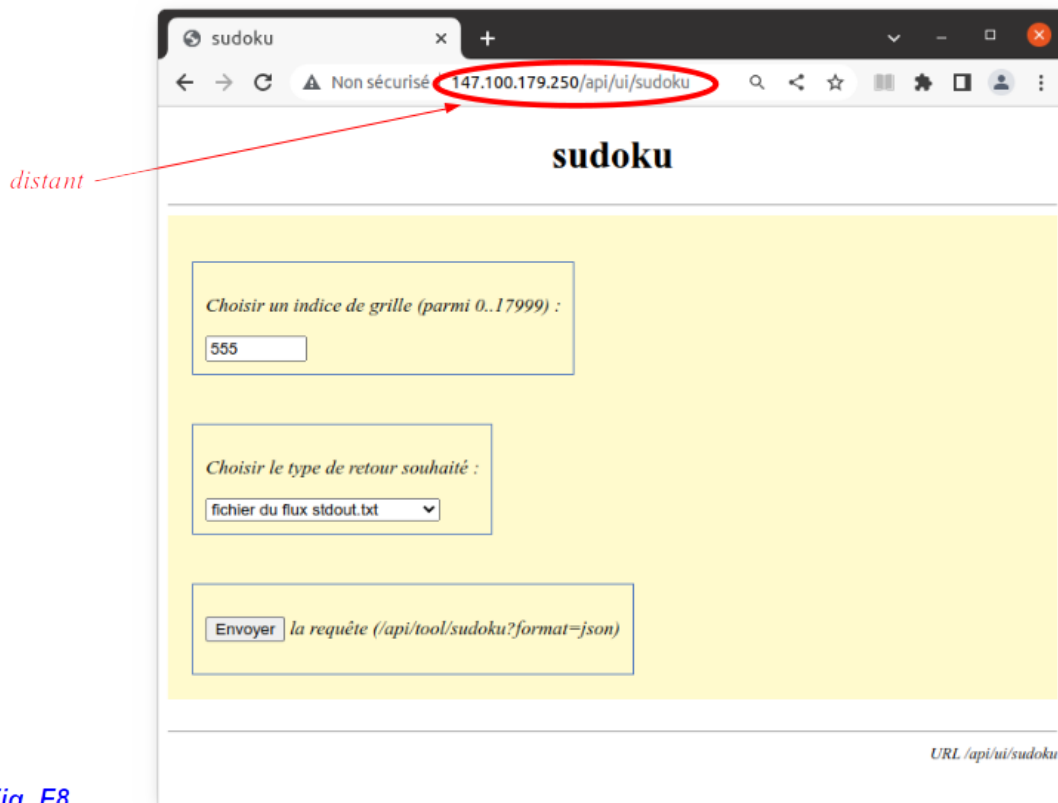 sudoku
Non sécurisé 147.100.179.250/api/ui/sudoku
distant
sudoku
Choisir un indice de grille (parmi 0..17999) :
555
Choisir le type de retour souhaité :
fichier du flux stdout.txt
Envoyer la requête (/api/tool/sudoku?format=json)
URL /api/ui/sudoku